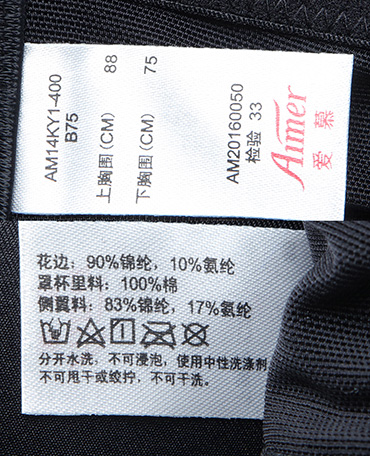 AM14KY1-400
B75
上胸围(CM) 88
下胸围(CM) 75
AM20160050
检验 33
Aimer
爱慕
花边: 90%锦纶, 10%氨纶
罩杯里料: 100%棉
侧翼料: 83%锦纶, 17%氨纶
分开水洗, 不可浸泡, 使用中性洗涤剂
不可甩干或绞拧, 不可干洗。